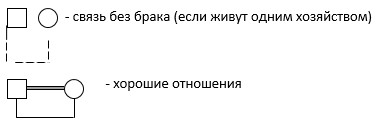 - связь без брака (если живут одним хозяйством)
- хорошие отношения